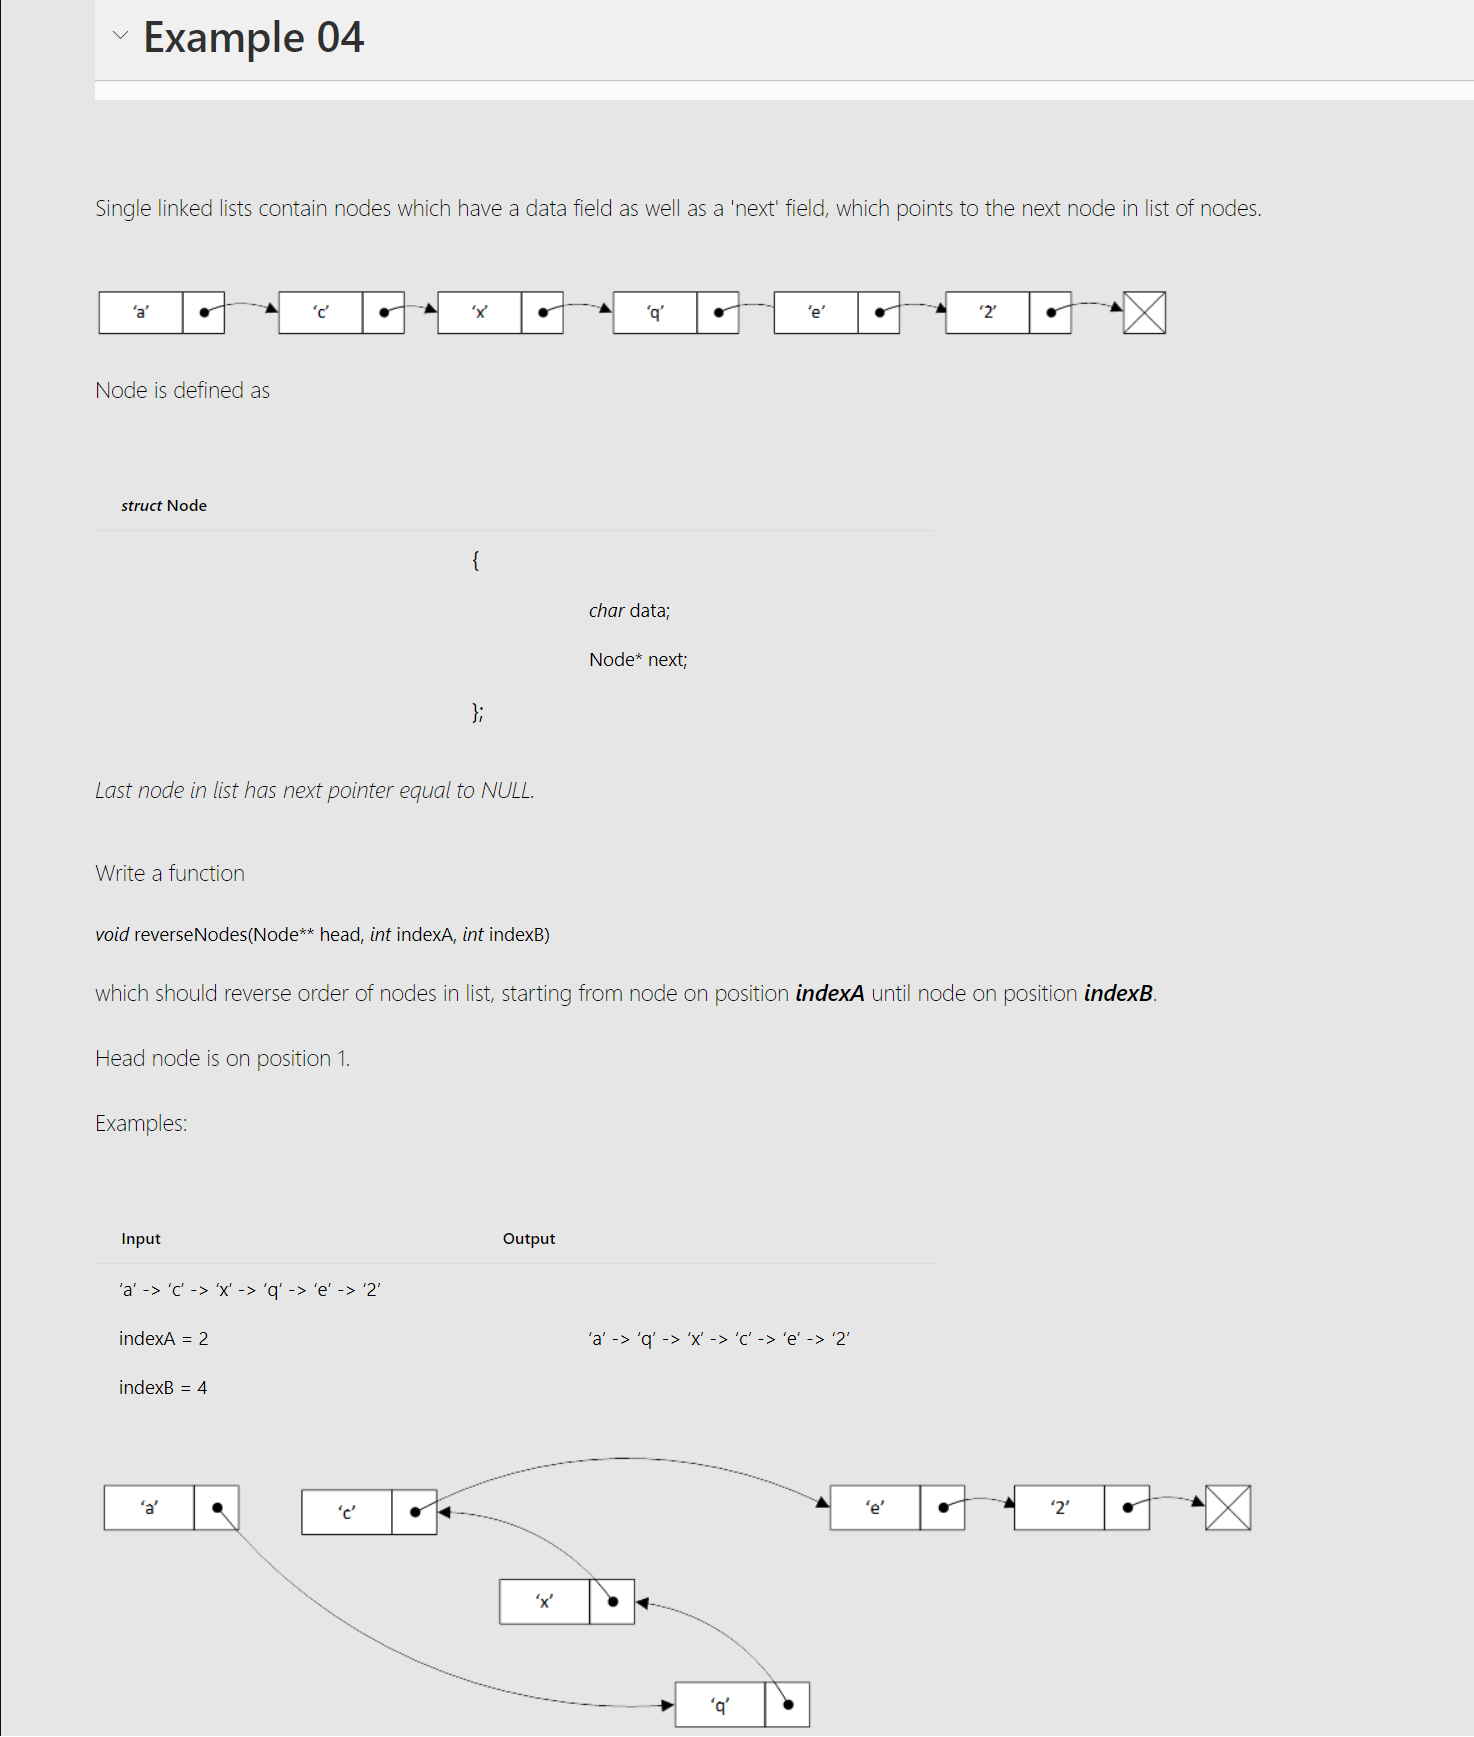 Example 04
Single linked lists contain nodes which have a data field as well as a 'next' field, which points to the next node in list of nodes.
‘a’ ‘c’ ‘x’ ‘q’ ‘e’ ‘2’
Node is defined as
struct Node
{
char data;
Node* next;
};
Last node in list has next pointer equal to NULL.
Write a function
void reverseNodes(Node** head, int indexA, int indexB)
which should reverse order of nodes in list, starting from node on position indexA until node on position indexB.
Head node is on position 1.
Examples:
Input Output
‘a’ -> ‘c’ -> ‘x’ -> ‘q’ -> ‘e’ -> ‘2’
indexA = 2 ‘a’ -> ‘q’ -> ‘x’ -> ‘c’ -> ‘e’ -> ‘2’
indexB = 4
‘a’ ‘c’ ‘e’ ‘2’
‘x’
‘q’